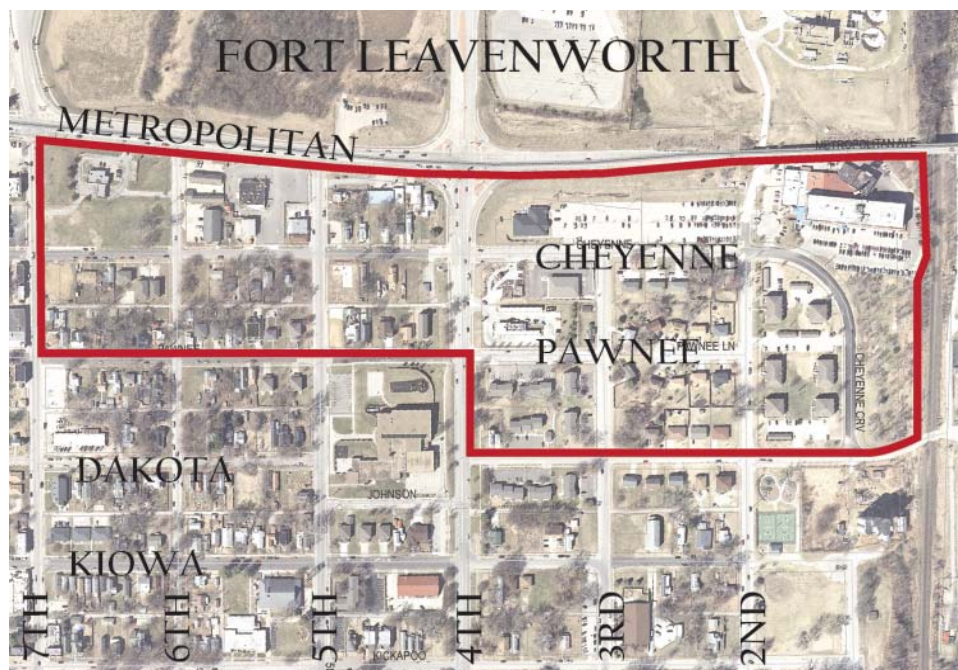 FORT LEAVENWORTH
METROPOLITAN
METROPOLITAN AVE
CHEYENNE
CHEYENNE
PAWNEE
PAWNEE
PAWNEE LN
CHEYENNE CRV
DAKOTA
JOHNSON
KIOWA
7TH
6TH
5TH
4TH
3RD
2ND
KICKAPOO